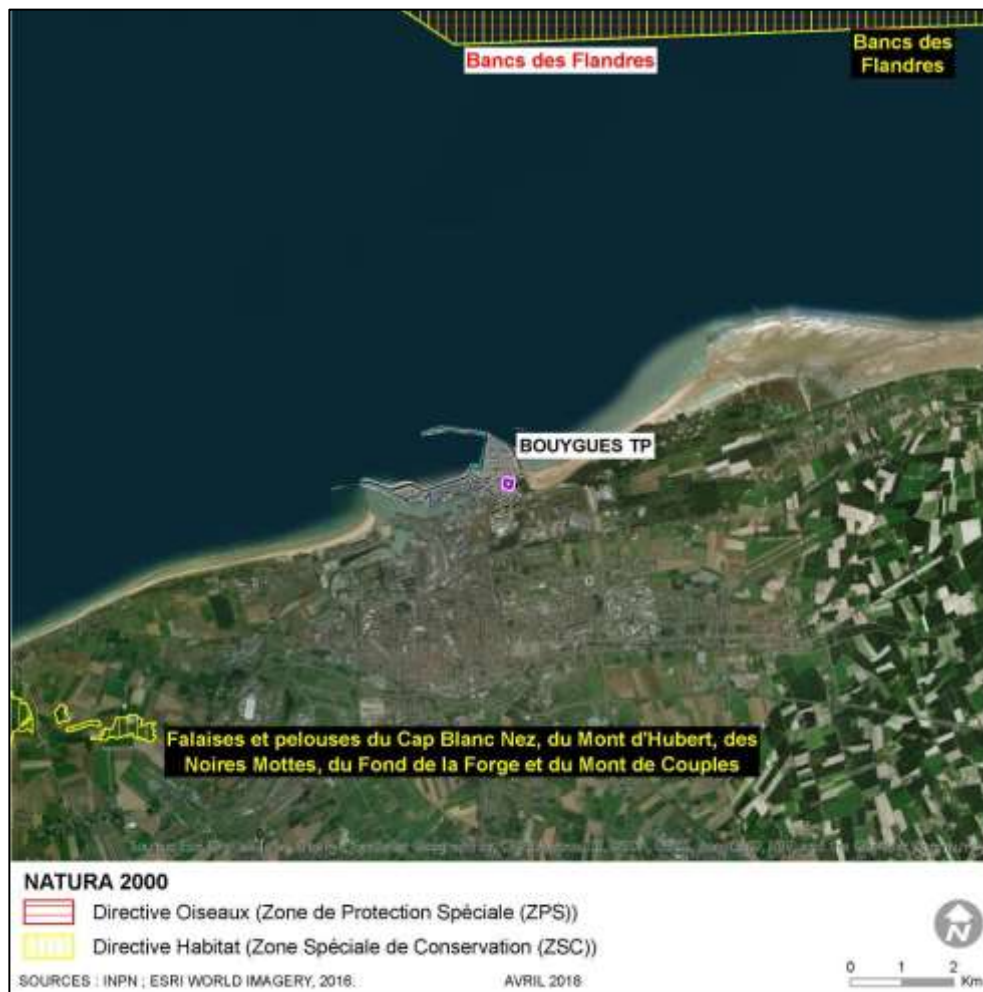 Bancs des Flandres
Bancs des
Flandres
BOUYGUES TP
Falaises et pelouses du Cap Blanc Nez, du Mont d'Hubert, des
Noires Mottes, du Fond de la Forge et du Mont de Couples
NATURA 2000
Directive Oiseaux (Zone de Protection Spéciale (ZPS))
Directive Habitat (Zone Spéciale de Conservation (ZSC))
N
SOURCES : INPN ; ESRI WORLD IMAGERY, 2016.
AVRIL 2018
0 1 2
Km